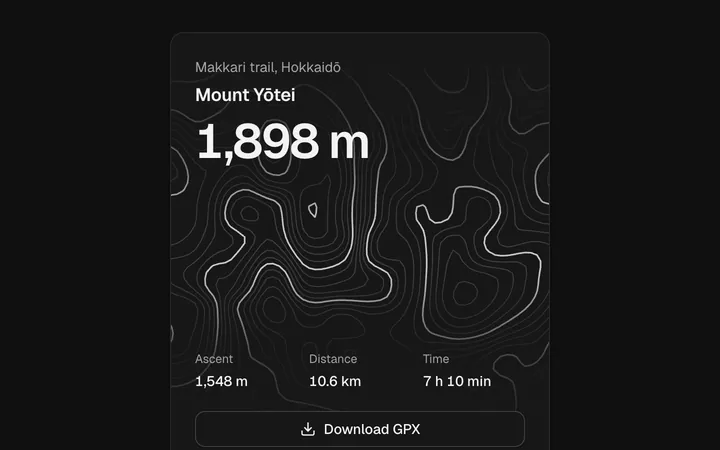 Makkari trail, Hokkaidō
Mount Yōtei
1,898 m
Ascent
Distance
Time
1,548 m
10.6 km
7 h 10 min
Download GPX